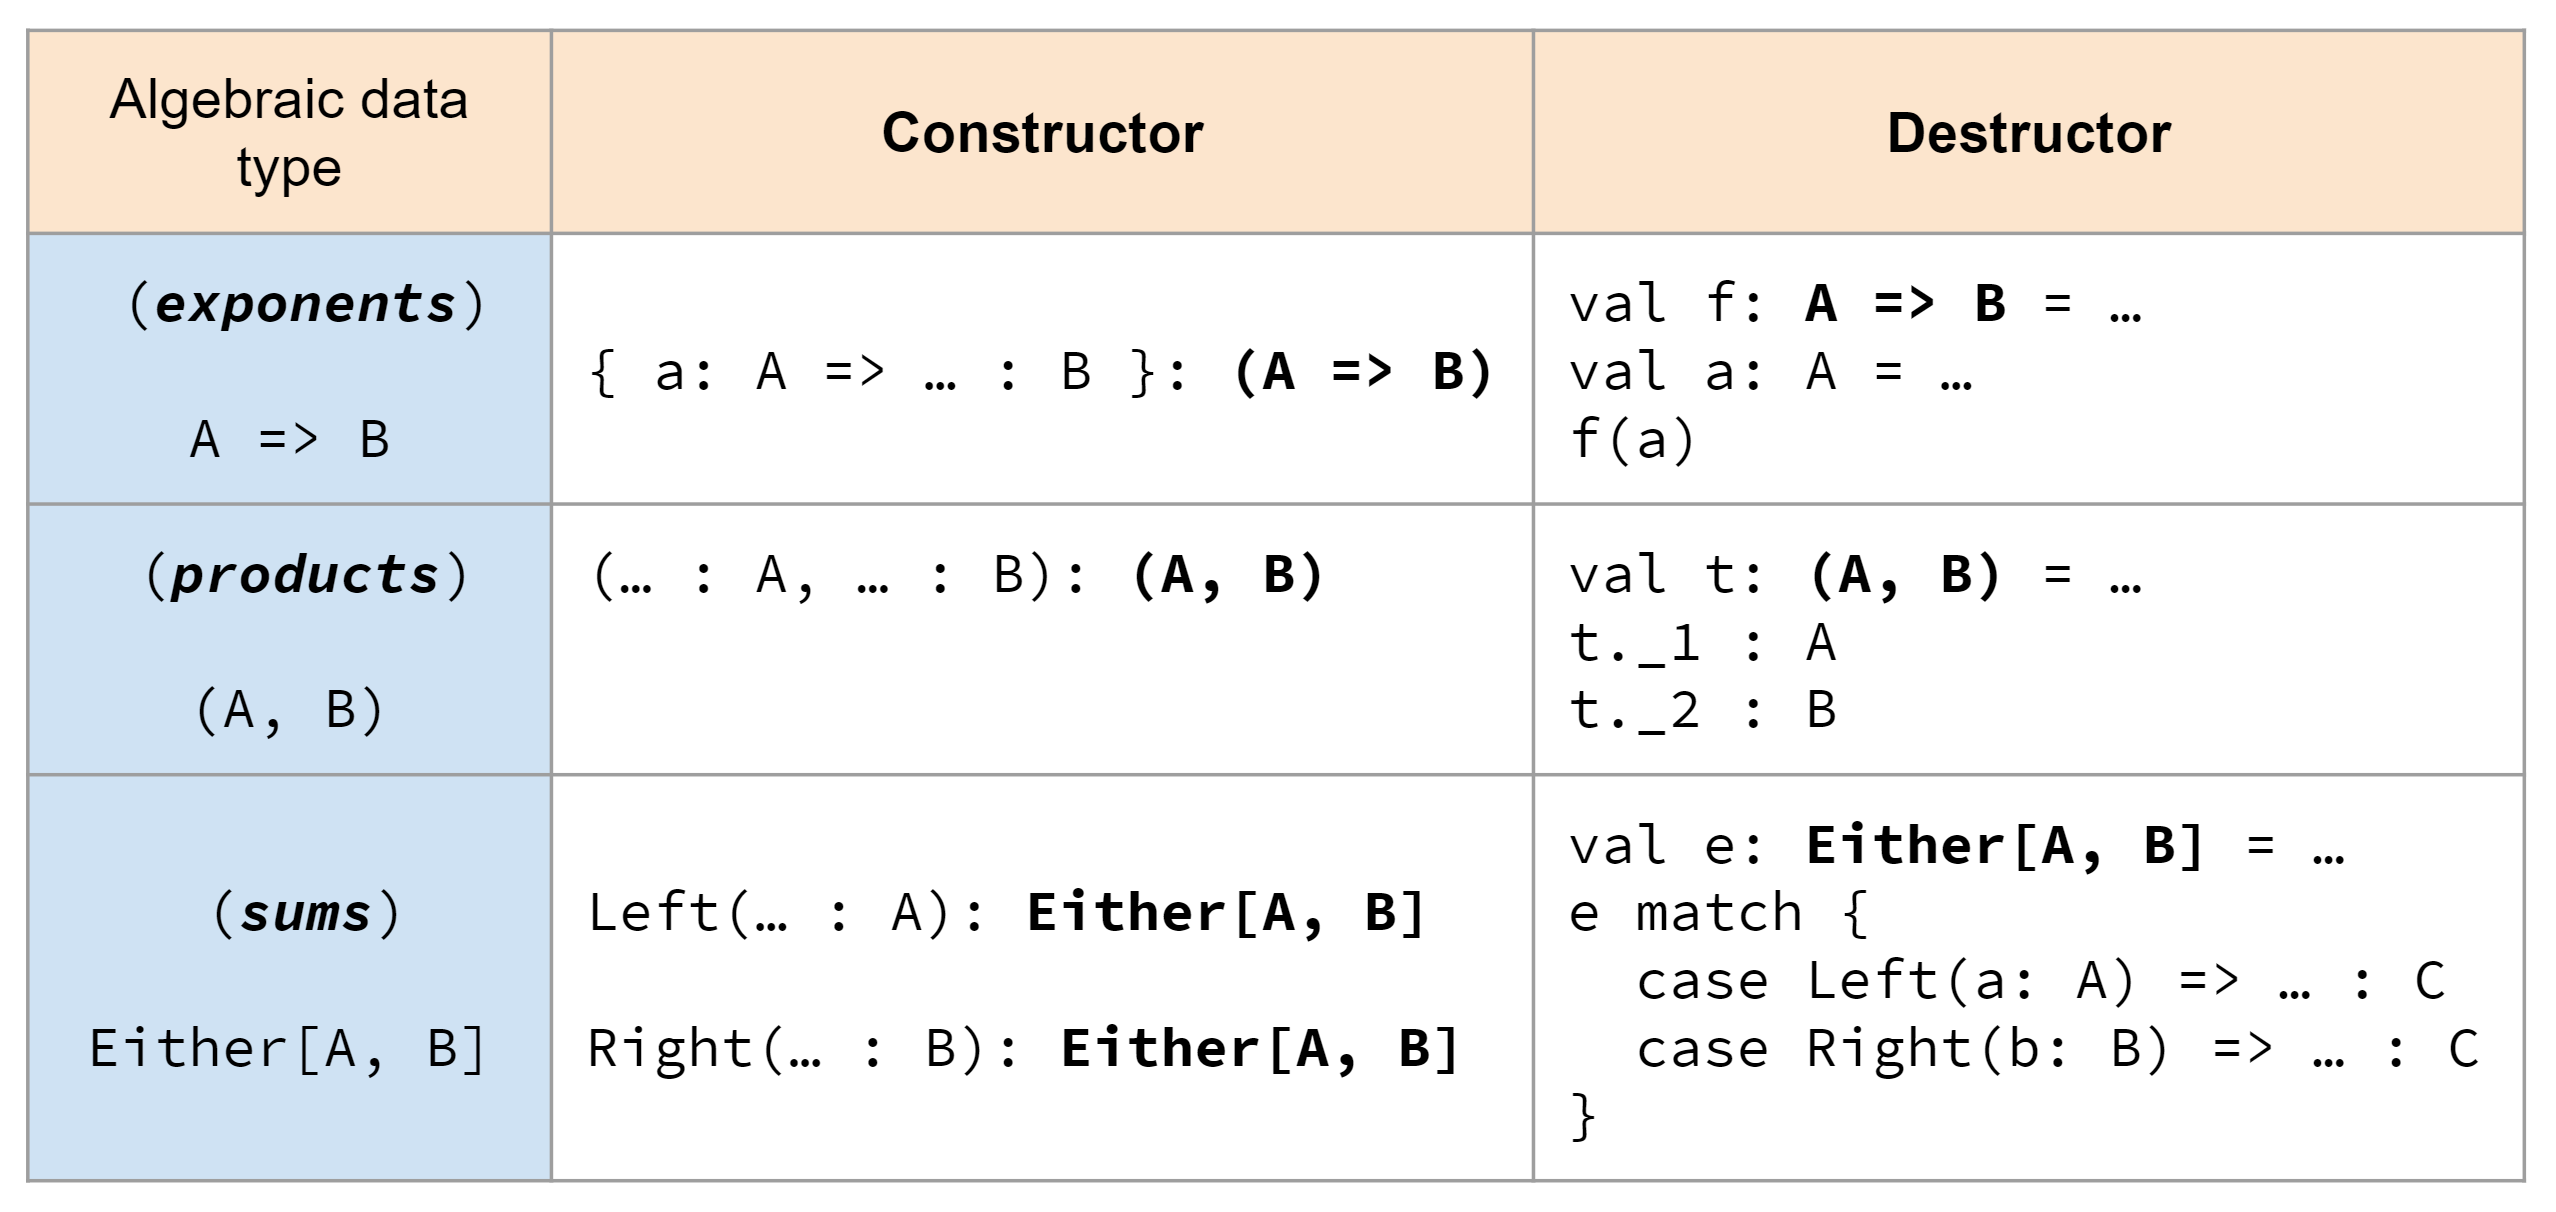 Algebraic data
type
Constructor
Destructor
(exponents)
A => B
{ a: A => … : B }: (A => B)
val f: A => B = …
val a: A = …
f(a)
(products)
(A, B)
(… : A, … : B): (A, B)
val t: (A, B) = …
t._1 : A
t._2 : B
(sums)
Either[A, B]
Left(… : A): Either[A, B]
Right(… : B): Either[A, B]
val e: Either[A, B] = …
e match {
  case Left(a: A) => … : C
  case Right(b: B) => … : C
}